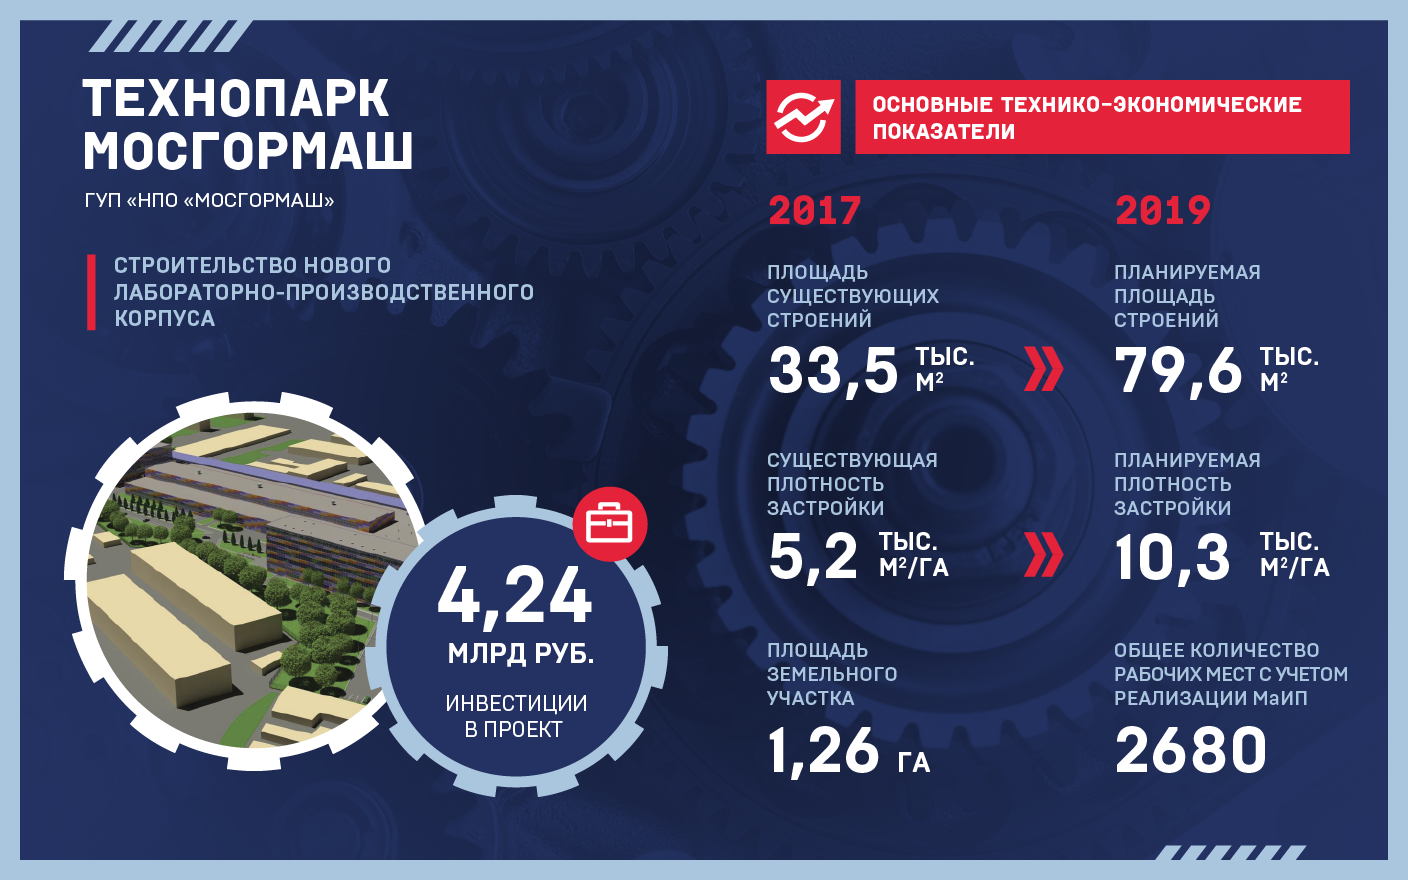 ТЕХНОПАРК
МОСГОРМАШ
ГУП «НПО «МОСГОРМАШ»
СТРОИТЕЛЬСТВО НОВОГО
ЛАБОРАТОРНО-ПРОИЗВОДСТВЕННОГО
КОРПУСА
4,24
МЛРД РУБ.
ИНВЕСТИЦИИ
В ПРОЕКТ
ОСНОВНЫЕ ТЕХНИКО-ЭКОНОМИЧЕСКИЕ
ПОКАЗАТЕЛИ
2017
ПЛОЩАДЬ
СУЩЕСТВУЮЩИХ
СТРОЕНИЙ
33,5 ТЫС.
М²
СУЩЕСТВУЮЩАЯ
ПЛОТНОСТЬ
ЗАСТРОЙКИ
5,2 ТЫС.
М²/ГА
ПЛОЩАДЬ
ЗЕМЕЛЬНОГО
УЧАСТКА
1,26 ГА
2019
ПЛАНИРУЕМАЯ
ПЛОЩАДЬ
СТРОЕНИЙ
79,6 ТЫС.
М²
ПЛАНИРУЕМАЯ
ПЛОТНОСТЬ
ЗАСТРОЙКИ
10,3 ТЫС.
М²/ГА
ОБЩЕЕ КОЛИЧЕСТВО
РАБОЧИХ МЕСТ С УЧЕТОМ
РЕАЛИЗАЦИИ МаИП
2680